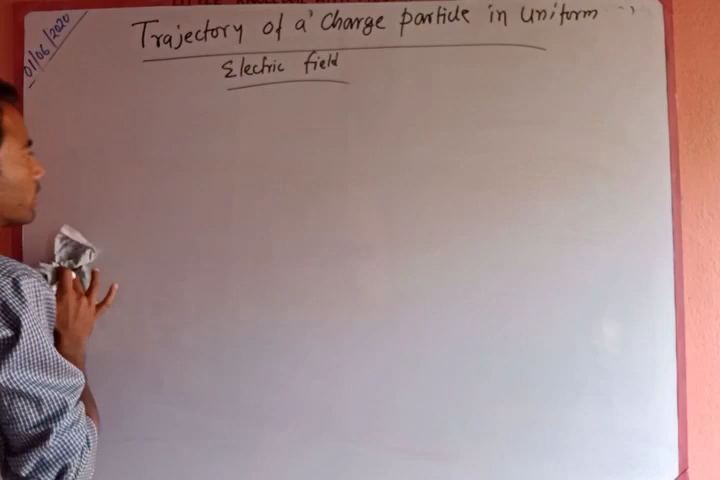 01/06/2020
Trajectory of a charge particle in Uniform
Electric field